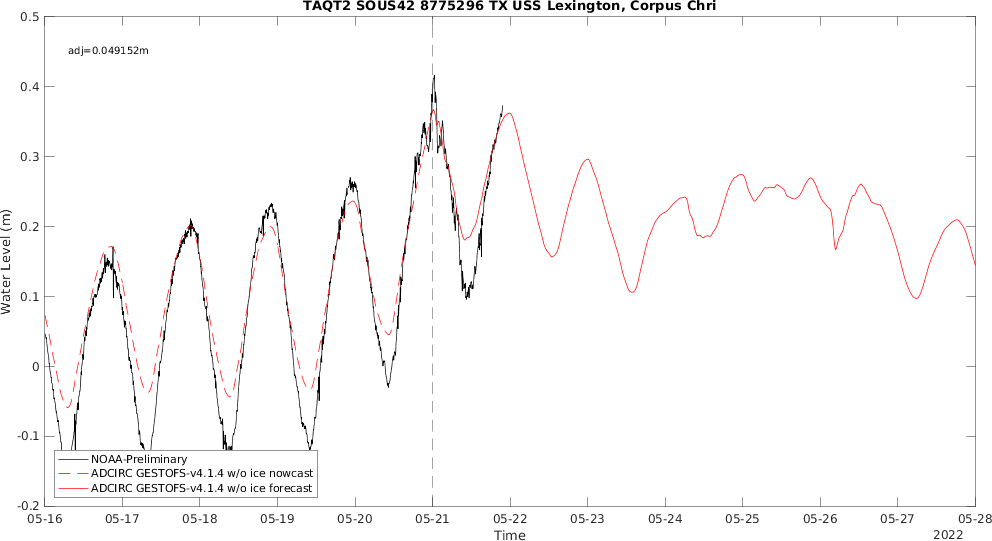 TAQT2 SOUS42 8775296 TX USS Lexington, Corpus Chri
adj=0.049152m
0.5
0.4
0.3
0.2
0.1
0
-0.1
-0.2
Water Level (m)
NOAA-Preliminary
ADCIRC GESTOFS-v4.1.4 w/o ice nowcast
ADCIRC GESTOFS-v4.1.4 w/o ice forecast
05-16 05-17 05-18 05-19 05-20 05-21 05-22 05-23 05-24 05-25 05-26 05-27 05-28
Time
2022